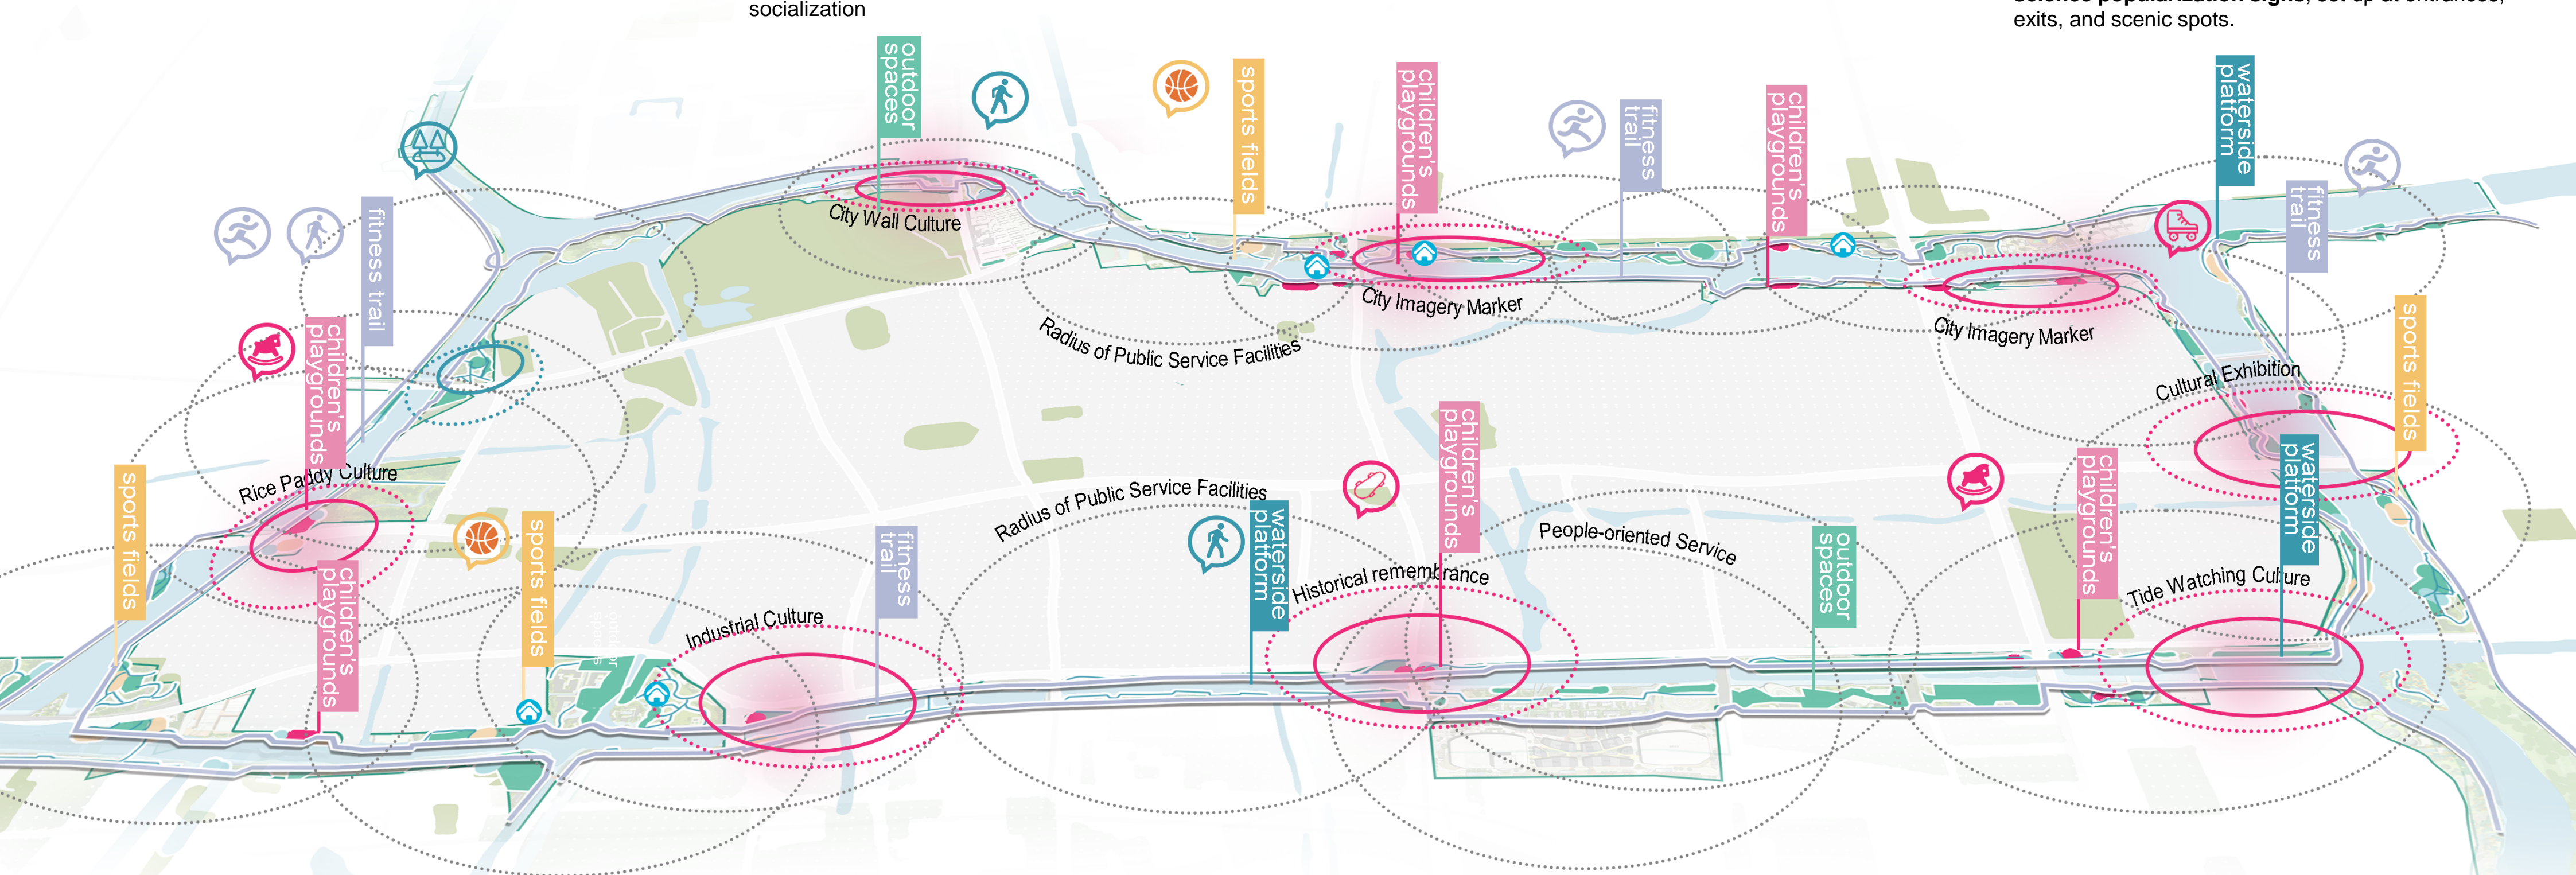 socialization
exits, and scenic spots.
outdoor
spaces
sports fields
children's
playgrounds
fitness
trail
children's
playgrounds
waterside
platform
fitness
trail
fitness trail
City Wall Culture
City Imagery Marker
City Imagery Marker
Radius of Public Service Facilities
children's
playgrounds
sports fields
Cultural Exhibition
children's
playgrounds
waterside
platform
Rice Paddy Culture
sports fields
sports fields
fitness
trail
Radius of Public Service Facilities
waterside
platform
People-oriented Service
outdoor
spaces
children's
playgrounds
Historical remembrance
Tide Watching Culture
children's
playgrounds
Industrial Culture